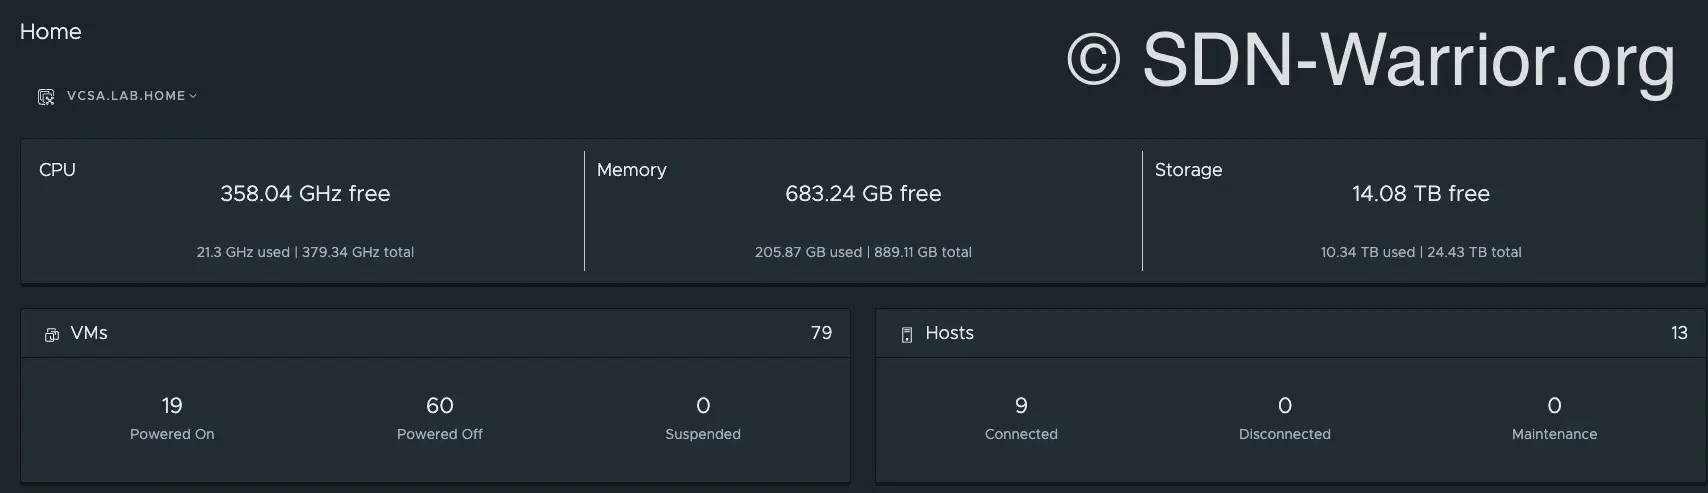 Home
© SDN-Warrior.org
VCSA.LAB.HOME
CPU
358.04 GHz free
21.3 GHz used | 379.34 GHz total
Memory
683.24 GB free
205.87 GB used | 889.11 GB total
Storage
14.08 TB free
10.34 TB used | 24.43 TB total
VMs 79
19 60 0
Powered On Powered Off Suspended
Hosts 13
9 0 0
Connected Disconnected Maintenance